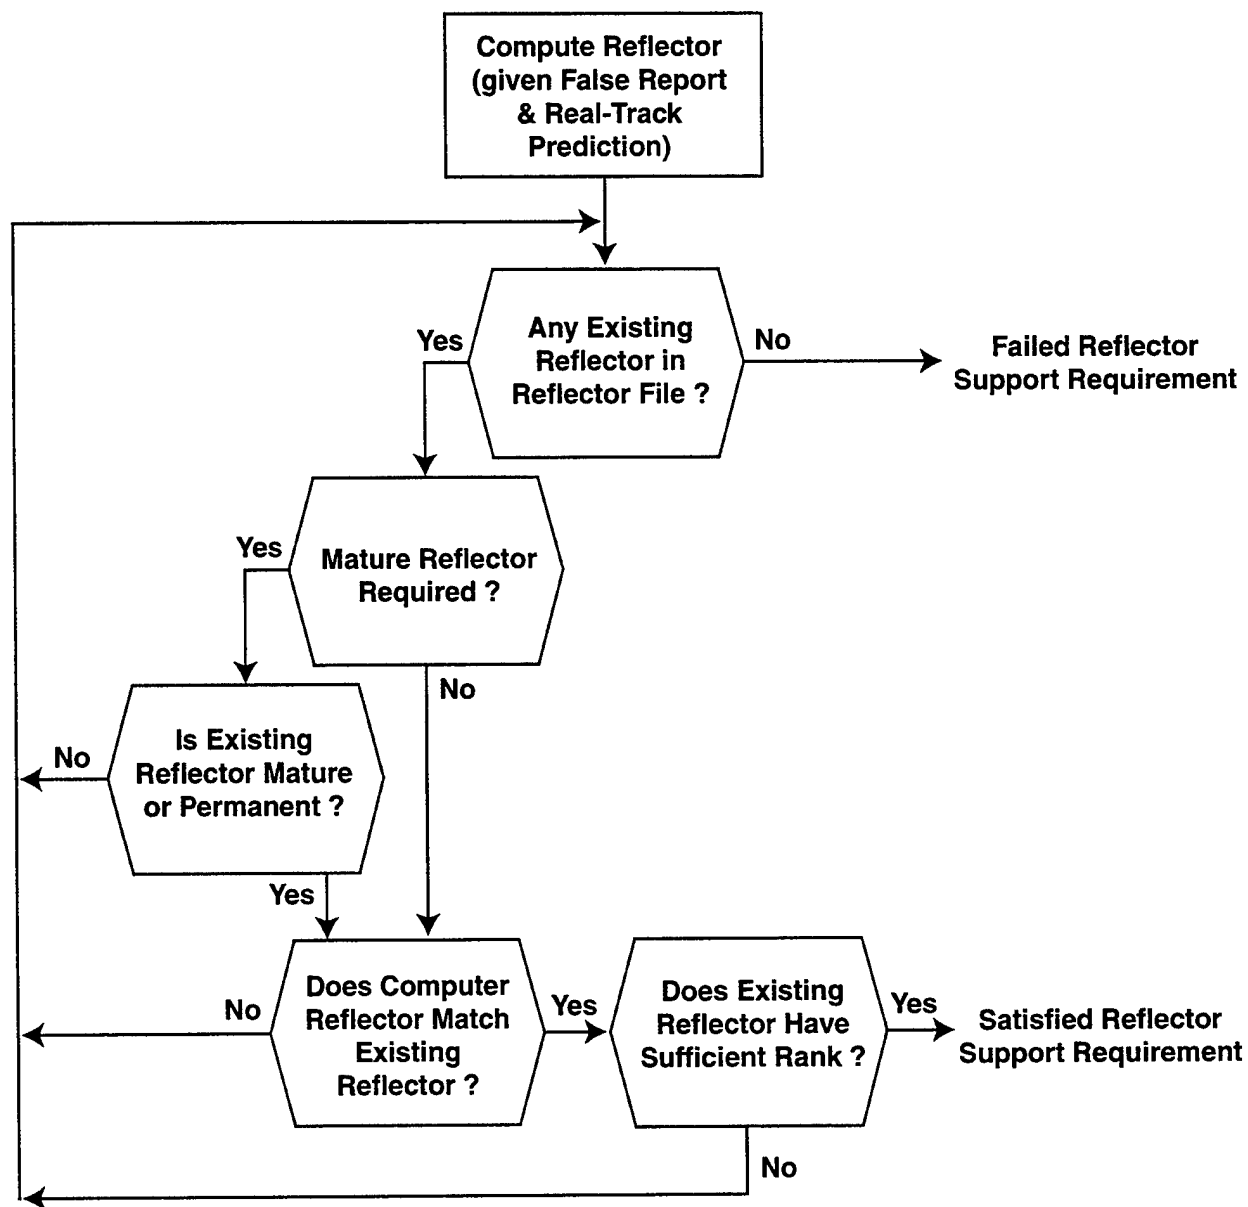 Compute Reflector
(given False Report
& Real-Track
Prediction)
Yes
Any Existing
Reflector in
Reflector File ?
No
Failed Reflector
Support Requirement
Yes
Mature Reflector
Required ?
No
No
Is Existing
Reflector Mature
or Permanent ?
Yes
No
Does Computer
Reflector Match
Existing
Reflector ?
Yes
Does Existing
Reflector Have
Sufficient Rank ?
Yes
Satisfied Reflector
Support Requirement
No